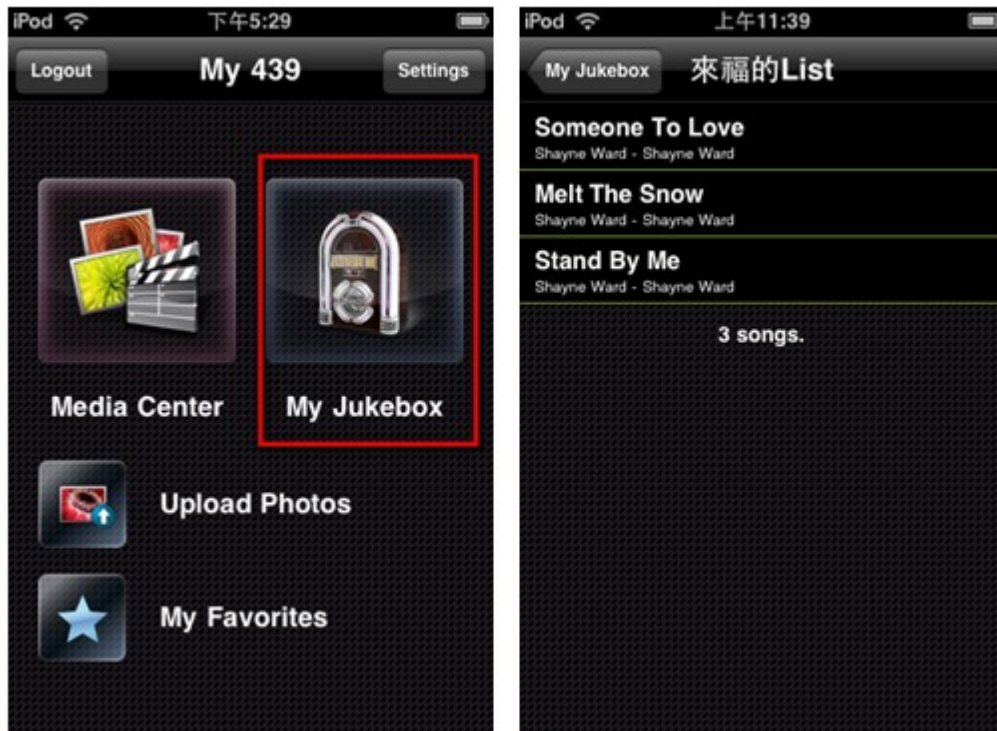 iPod 下午5:29
Logout My 439 Settings
Media Center My Jukebox
Upload Photos
My Favorites
iPod 上午11:39
My Jukebox 來福的List
Someone To Love
Shayne Ward - Shayne Ward
Melt The Snow
Shayne Ward - Shayne Ward
Stand By Me
Shayne Ward - Shayne Ward
3 songs.